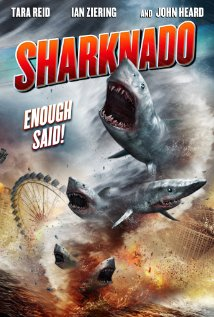 TARA REID IAN ZIERING AND JOHN HEARD
SHARKNADO
ENOUGH
SAID!